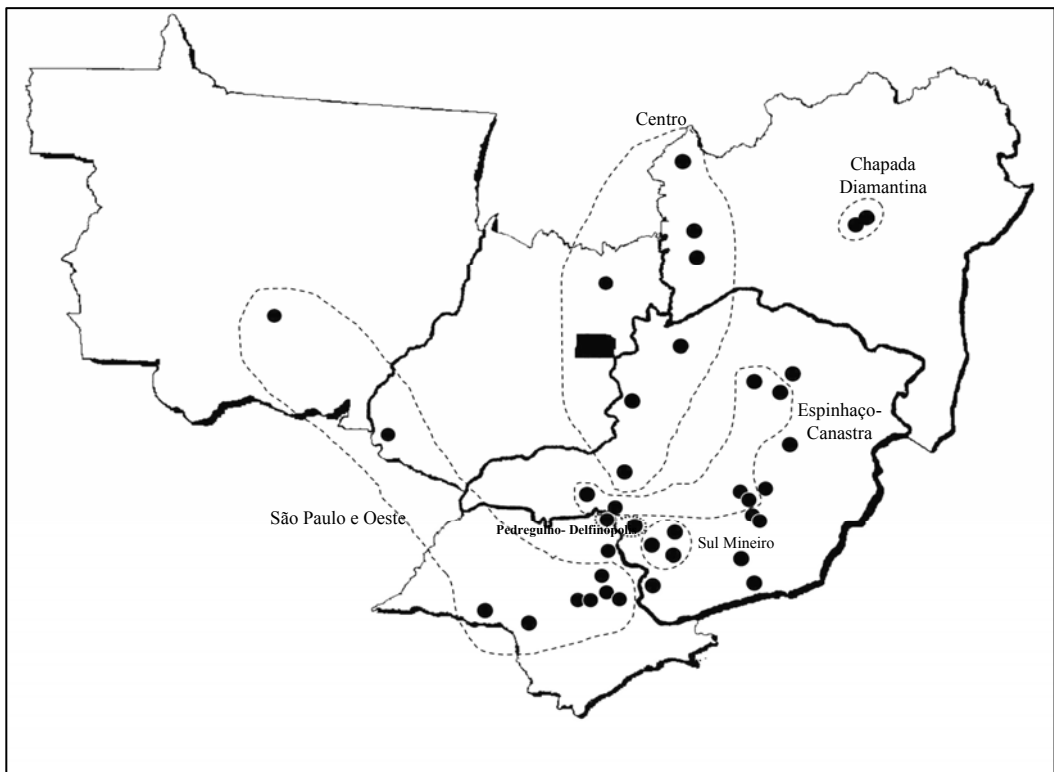 Centro
Chapada
Diamantina
Espinhaço-
Canastra
São Paulo e Oeste
Pedregulho- Delfinópolis
Sul Mineiro